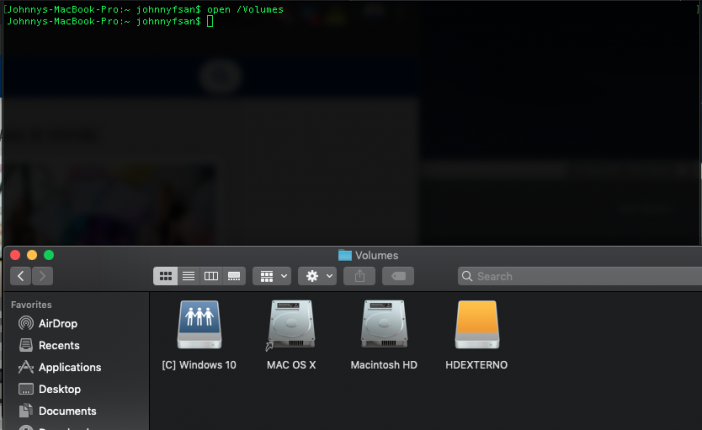 [Johnnys-MacBook-Pro:~ johnnyfsan$ open /Volumes ]
Johnnys-MacBook-Pro:~ johnnyfsan$
Volumes
Search
Favorites
AirDrop
Recents
Applications
Desktop
Documents
[C] Windows 10
MAC OS X
Macintosh HD
HDEXTERNO